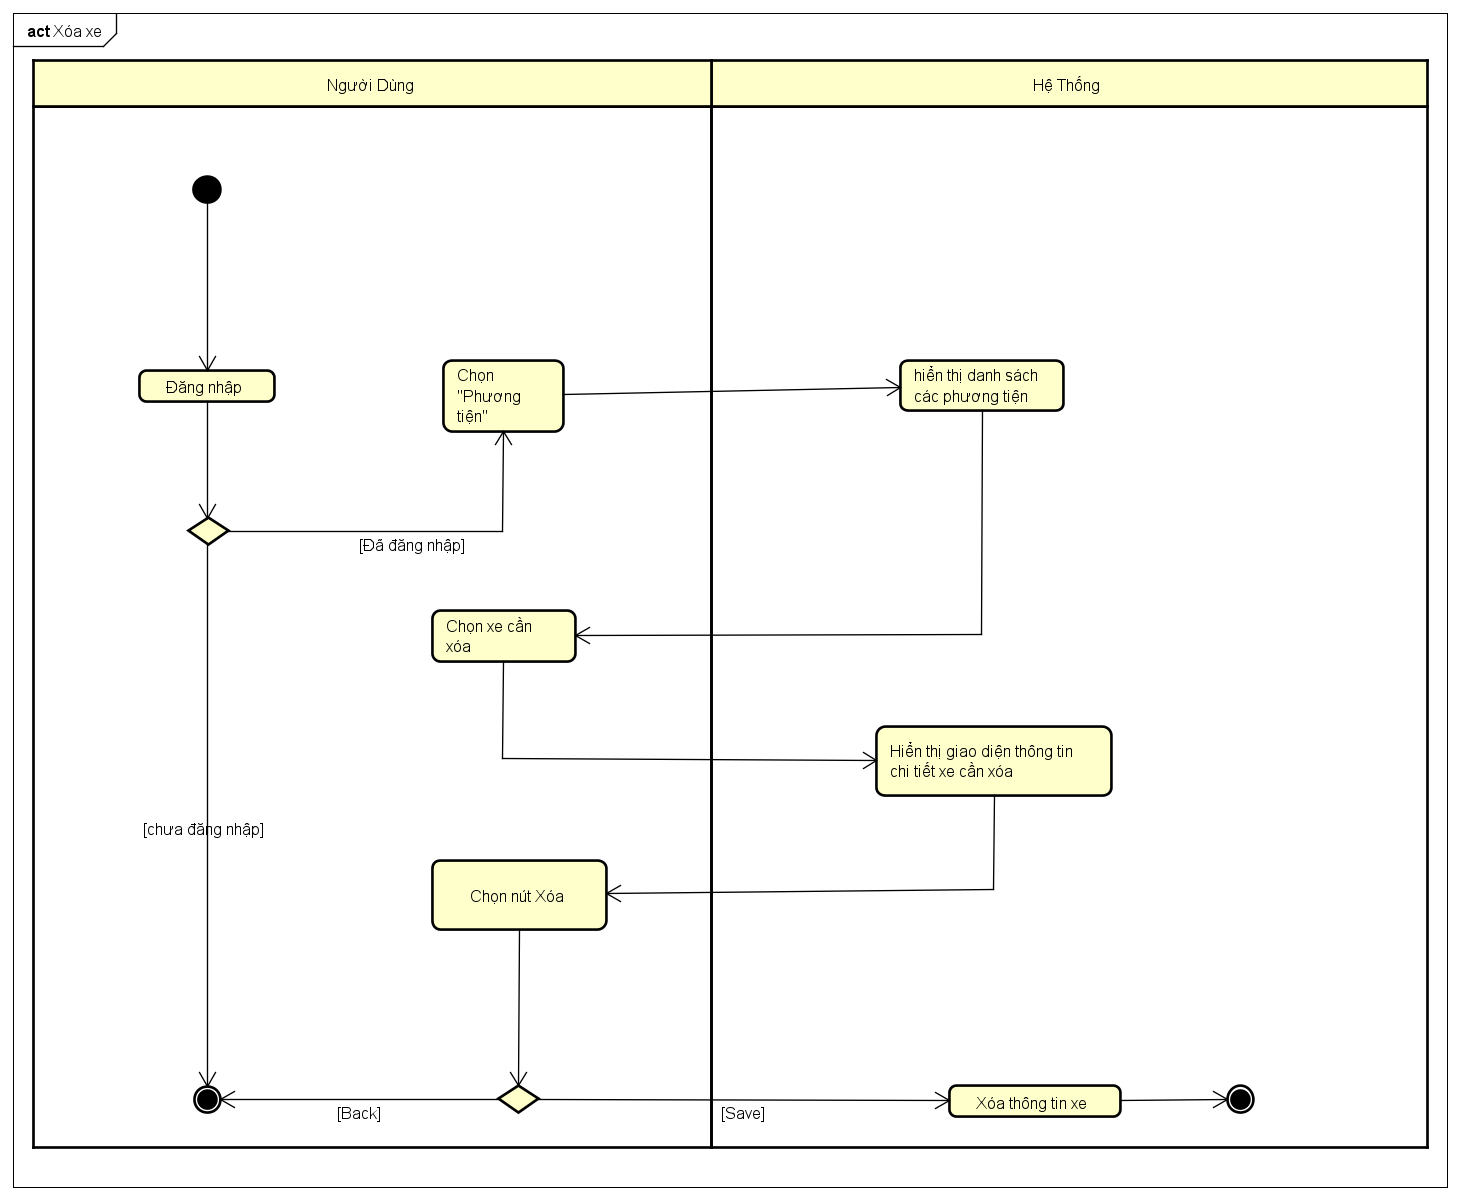 act Xóa xe
Người Dùng
Hệ Thống
Đăng nhập
Chọn
"Phương
tiện"
hiển thị danh sách
các phương tiện
[Đã đăng nhập]
Chọn xe cần
xóa
Hiển thị giao diện thông tin
chi tiết xe cần xóa
[chưa đăng nhập]
Chọn nút Xóa
[Back]
[Save]
Xóa thông tin xe